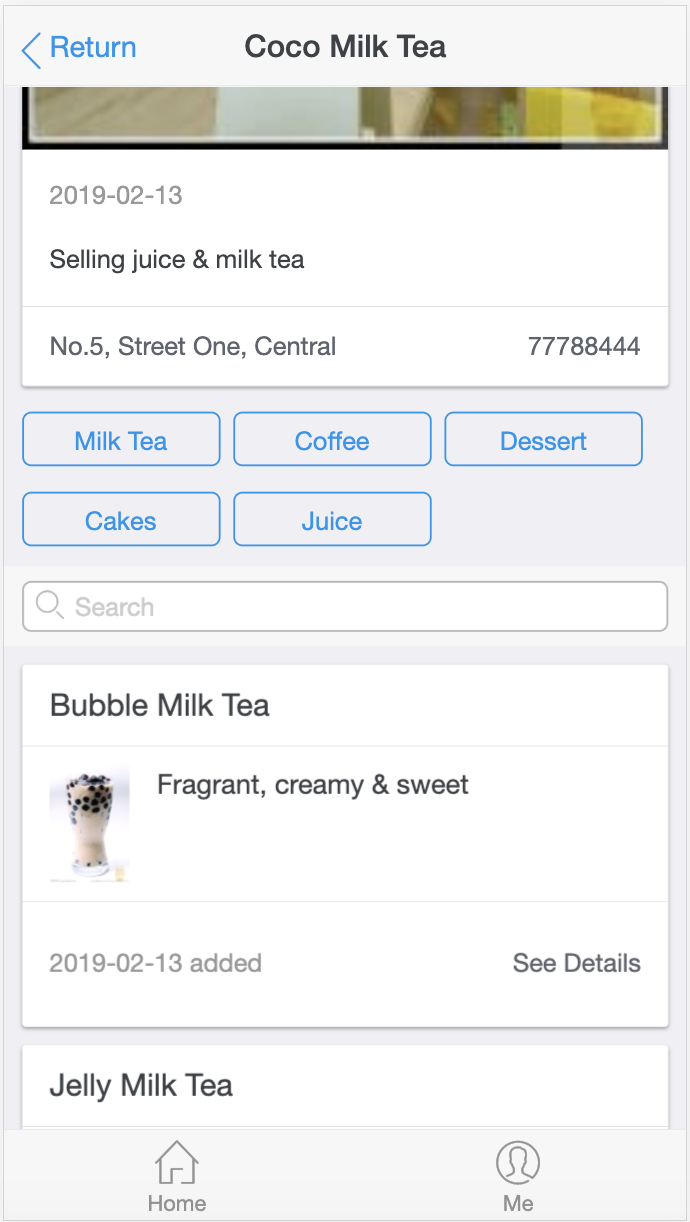 Return
Coco Milk Tea
2019-02-13
Selling juice & milk tea
No.5, Street One, Central
77788444
Milk Tea
Coffee
Dessert
Cakes
Juice
Search
Bubble Milk Tea
Fragrant, creamy & sweet
2019-02-13 added
See Details
Jelly Milk Tea
Home
Me